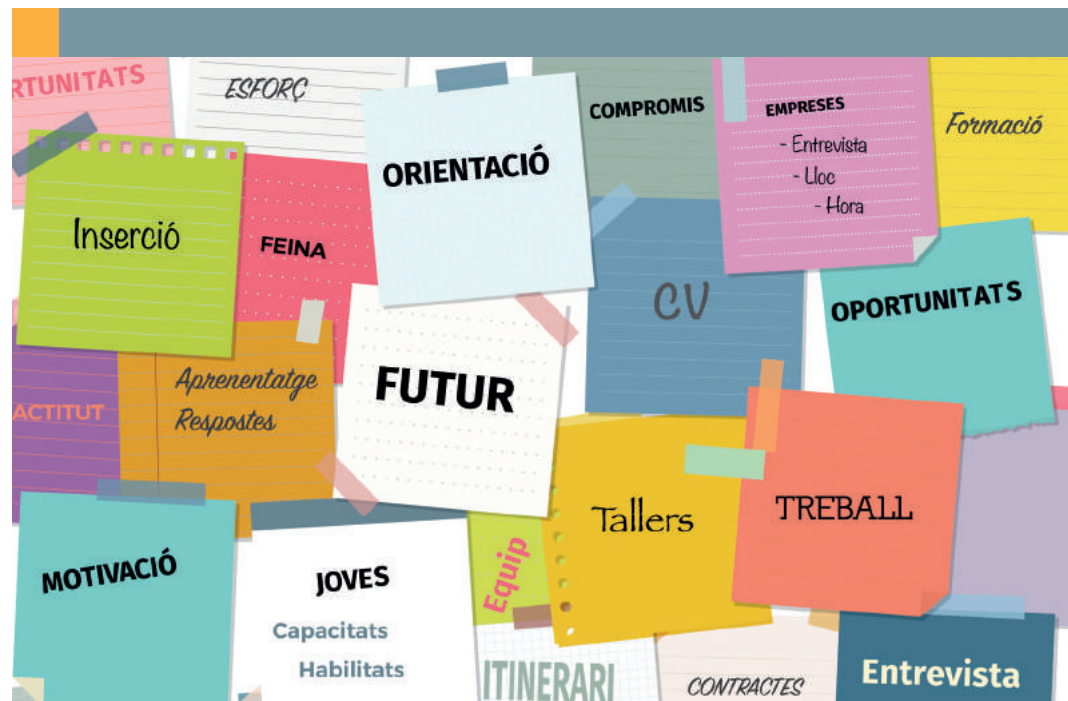 RTUNITATS
ESFORÇ
ORIENTACIÓ
COMPROMIS
EMPRESES
- Entrevista
- Lloc
- Hora
Formació
Inserció
FEINA
CV
OPORTUNITATS
ACTITUT
Aprenentatge
Respostes
FUTUR
Tallers
TREBALL
MOTIVACIÓ
JOVES
Capacitats
Habilitats
Equip
ITINERARI
CONTRACTES
Entrevista